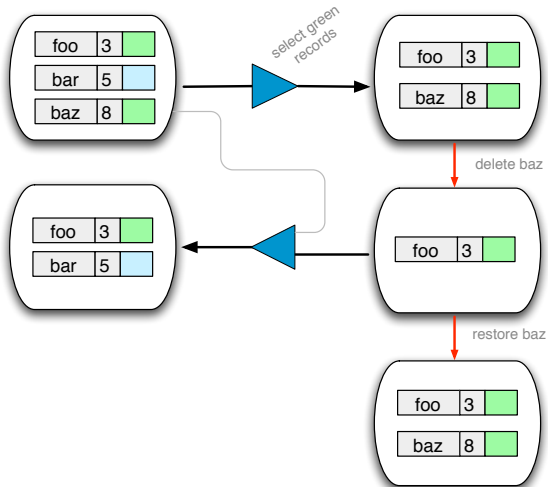 foo 3
bar 5
baz 8
select green
records
foo 3
baz 8
delete baz
foo 3
bar 5
foo 3
restore baz
foo 3
baz 8